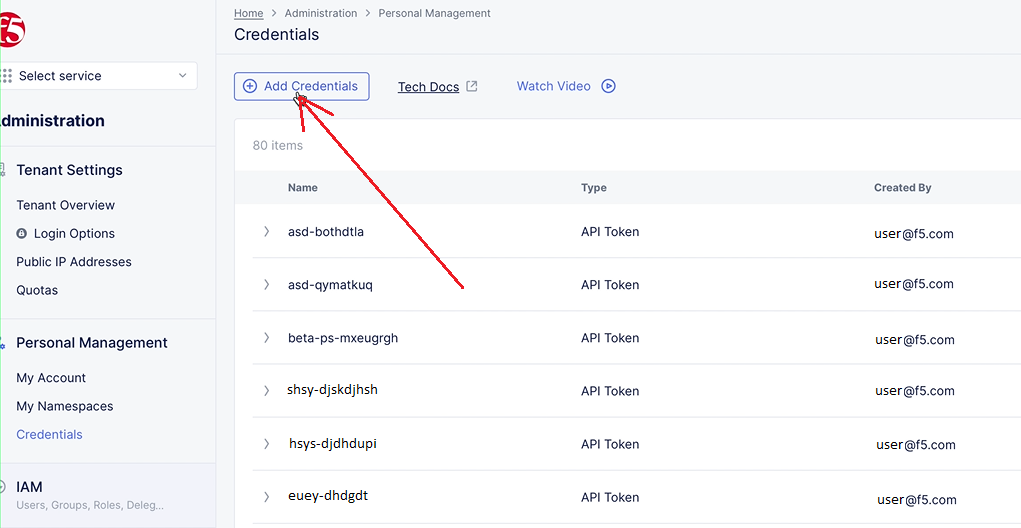 f5
Home > Administration > Personal Management
Credentials
Select service
Add Credentials
Tech Docs
Watch Video
dministration
80 items
Name Type Created By
Tenant Settings
Tenant Overview
Login Options
Public IP Addresses
Quotas
Personal Management
My Account
My Namespaces
Credentials
IAM
Users, Groups, Roles, Deleg...
asd-bothdtla API Token user@f5.com
asd-qymatkuq API Token user@f5.com
beta-ps-mxeugrgh API Token user@f5.com
shsy-djskdjhsh API Token user@f5.com
hsys-djdhdupi API Token user@f5.com
euey-dhdgdt API Token user@f5.com